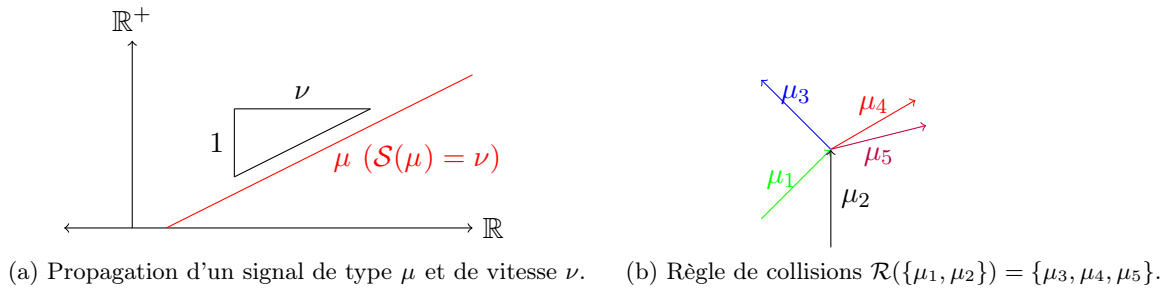 ℝ⁺
ν
1
μ (𝒮(μ) = ν)
ℝ
μ₃
μ₄
μ₅
μ₁
μ₂
(a) Propagation d'un signal de type μ et de vitesse ν.
(b) Règle de collisions ℛ({μ₁, μ₂}) = {μ₃, μ₄, μ₅}.